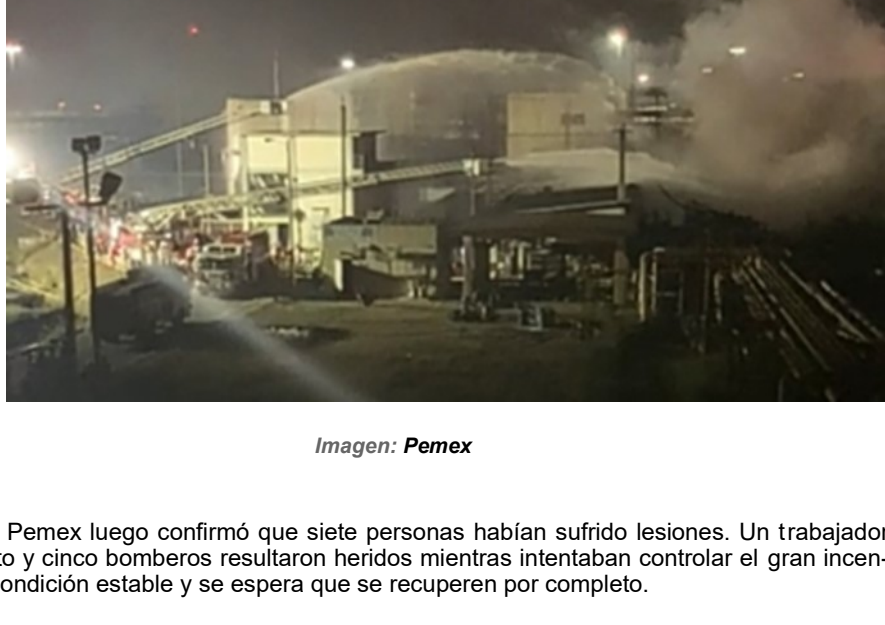 Imagen: Pemex
Pemex luego confirmó que siete personas habían sufrido lesiones. Un trabajador
to y cinco bomberos resultaron heridos mientras intentaban controlar el gran incen-
ondición estable y se espera que se recuperen por completo.